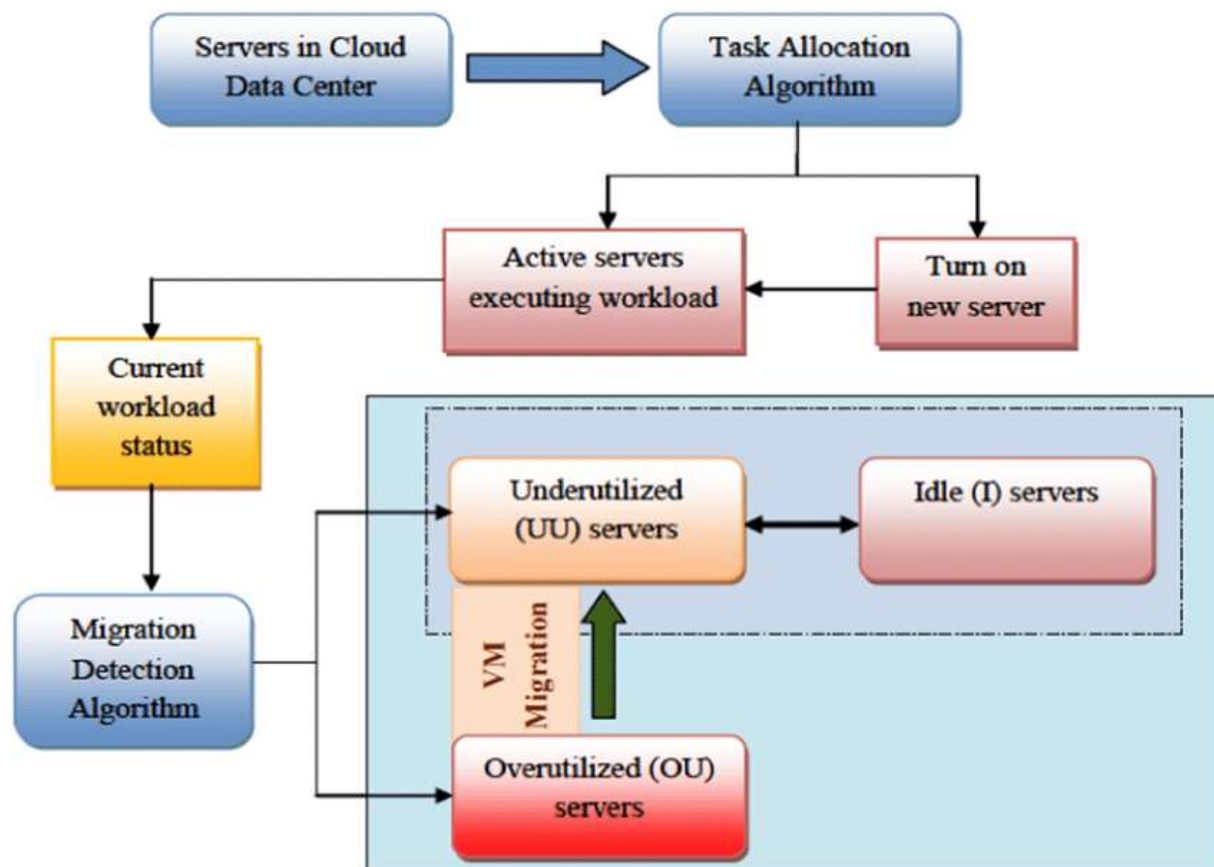 Servers in Cloud
Data Center
Task Allocation
Algorithm
Active servers
executing workload
Turn on
new server
Current
workload
status
Underutilized
(UU) servers
Idle (I) servers
Migration
Detection
Algorithm
VM
Migration
Overutilized (OU)
servers